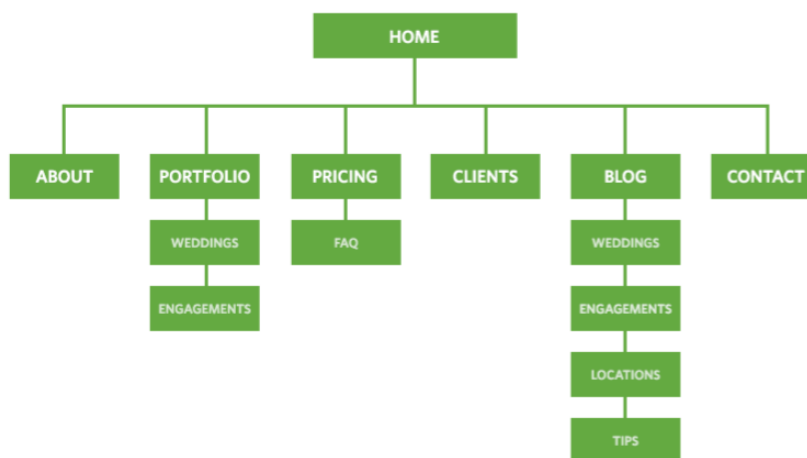 HOME
ABOUT PORTFOLIO PRICING CLIENTS BLOG CONTACT
WEDDINGS FAQ WEDDINGS
ENGAGEMENTS ENGAGEMENTS
LOCATIONS
TIPS